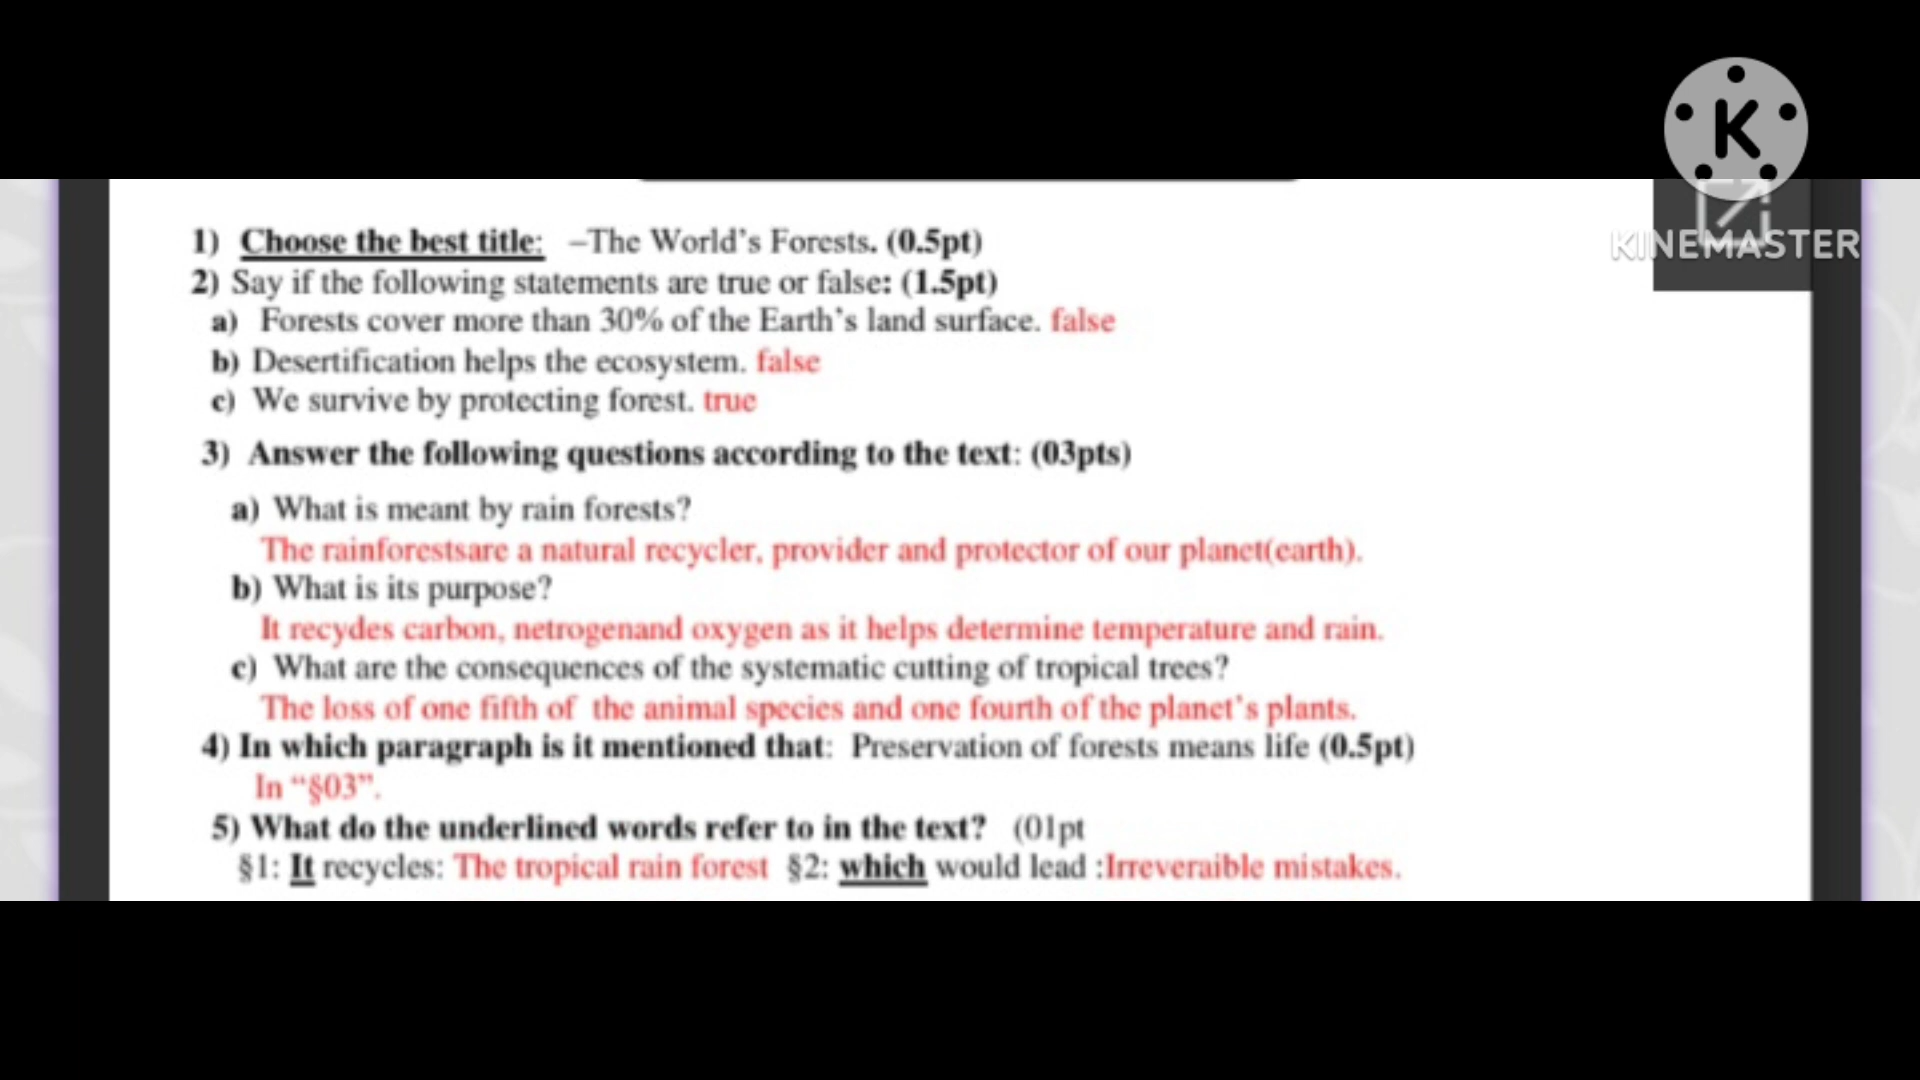 K
KINEMASTER
1) Choose the best title: –The World's Forests. (0.5pt)
2) Say if the following statements are true or false: (1.5pt)
a) Forests cover more than 30% of the Earth's land surface. false
b) Desertification helps the ecosystem. false
c) We survive by protecting forest. true
3) Answer the following questions according to the text: (03pts)
a) What is meant by rain forests?
The rainforestsare a natural recycler, provider and protector of our planet(earth).
b) What is its purpose?
It recydes carbon, netrogenand oxygen as it helps determine temperature and rain.
c) What are the consequences of the systematic cutting of tropical trees?
The loss of one fifth of the animal species and one fourth of the planet's plants.
4) In which paragraph is it mentioned that: Preservation of forests means life (0.5pt)
In “§03”.
5) What do the underlined words refer to in the text? (01pt
§1: It recycles: The tropical rain forest §2: which would lead :Irreveraible mistakes.